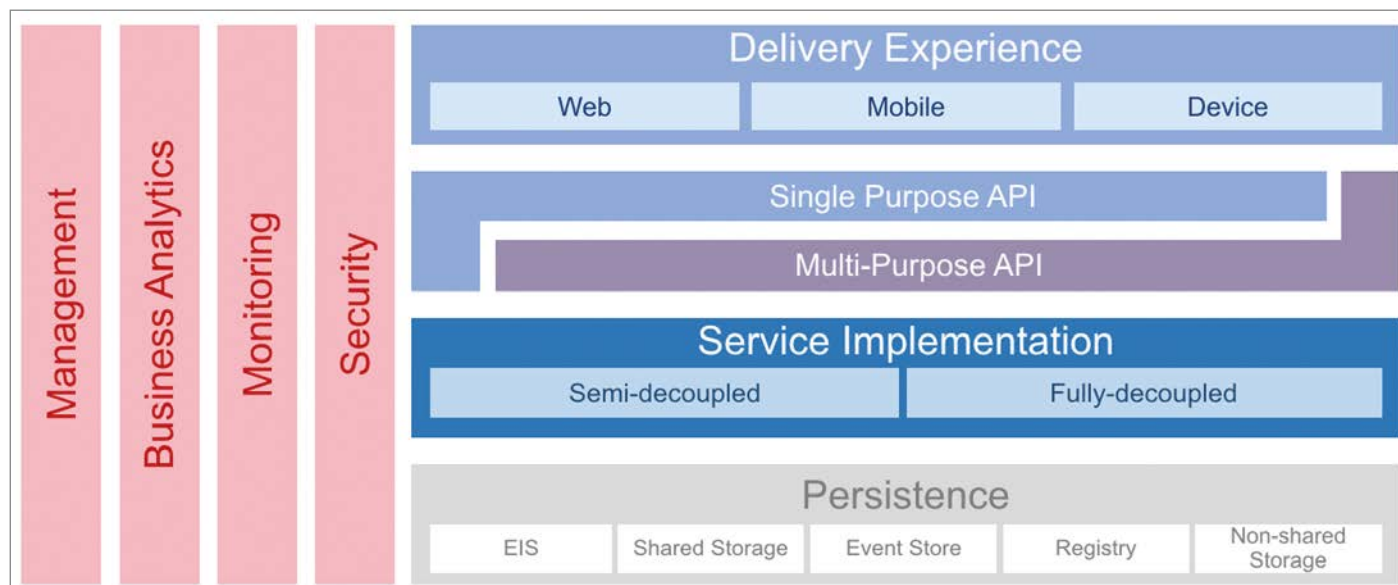 Management
Business Analytics
Monitoring
Security
Delivery Experience
Web
Mobile
Device
Single Purpose API
Multi-Purpose API
Service Implementation
Semi-decoupled
Fully-decoupled
Persistence
EIS
Shared Storage
Event Store
Registry
Non-shared
Storage